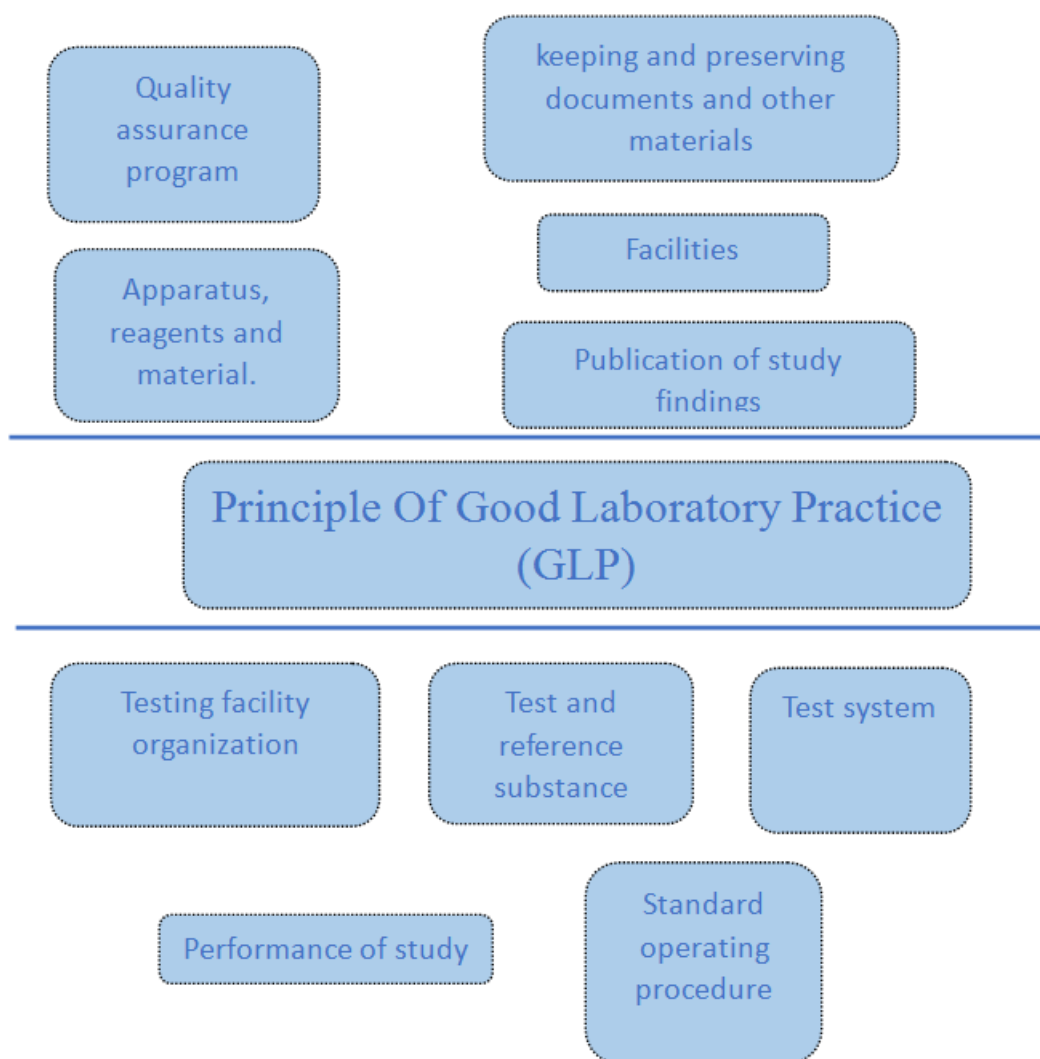 Quality
assurance
program
keeping and preserving
documents and other
materials
Apparatus,
reagents and
material.
Facilities
Publication of study
findings
Principle Of Good Laboratory Practice
(GLP)
Testing facility
organization
Test and
reference
substance
Test system
Performance of study
Standard
operating
procedure